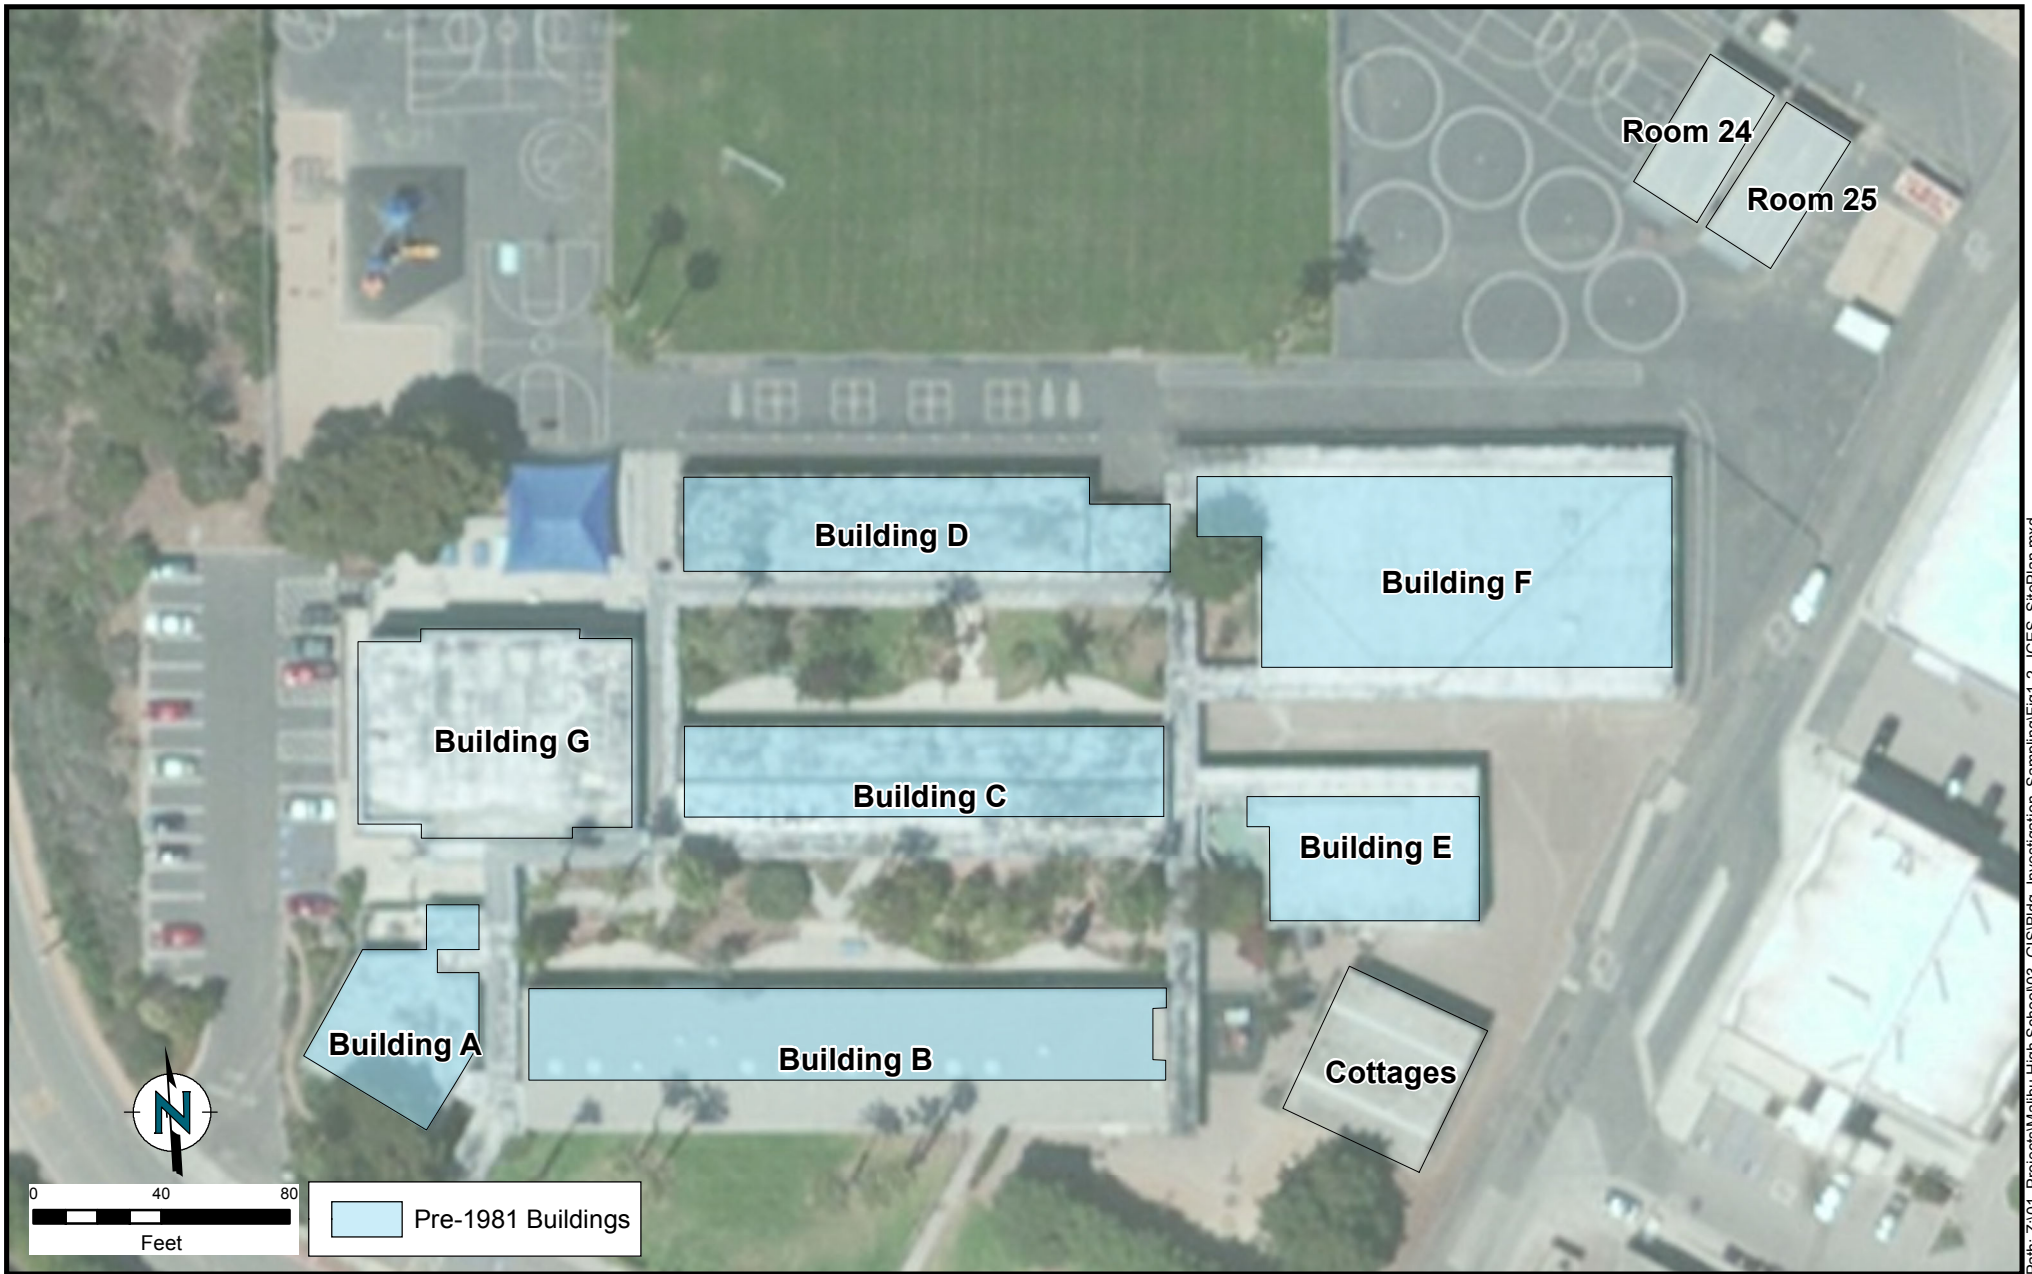 Room 24
Room 25
Building D
Building F
Building G
Building C
Building E
Building A
Building B
Cottages
N
0 40 80
Feet
Pre-1981 Buildings